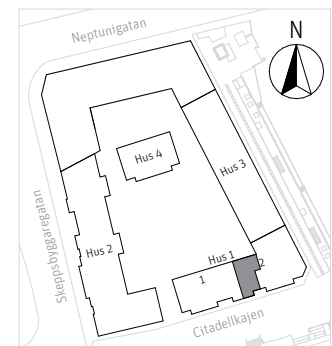 Neptunigatan
N
Hus 4
Hus 3
Skeppsbyggaregatan
Hus 2
Hus 1
1
2
Citadellkajen